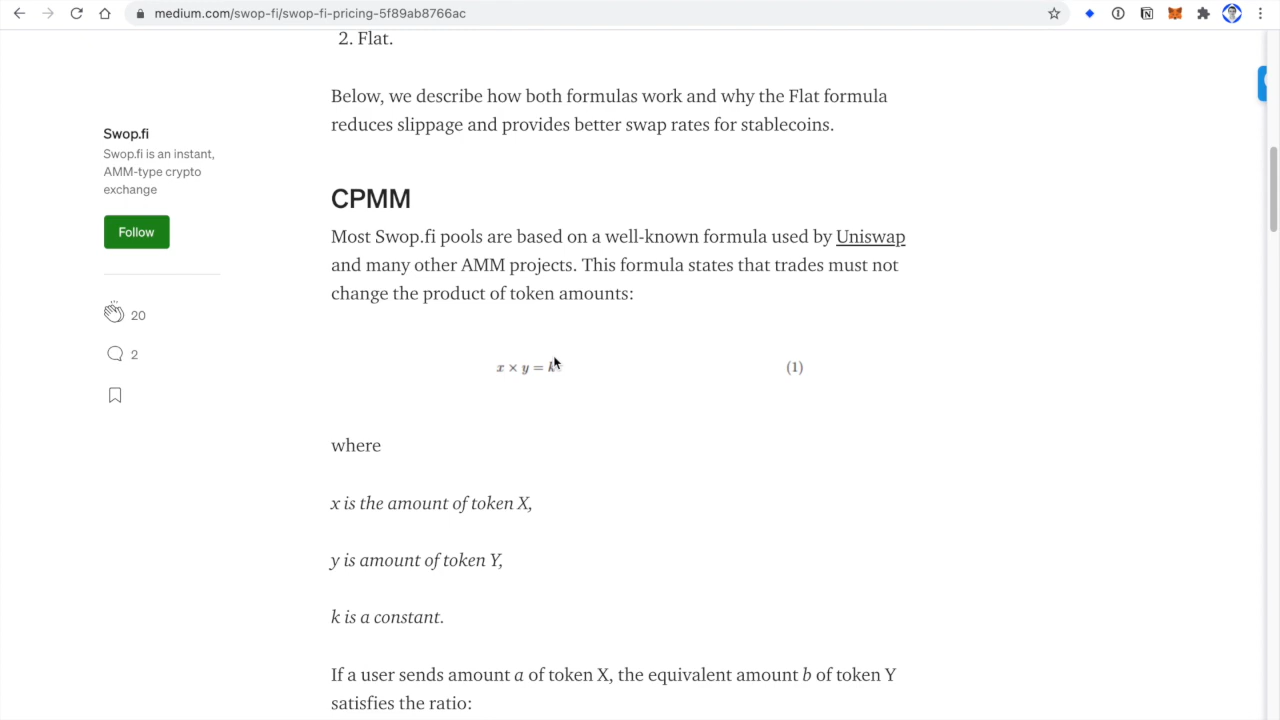 medium.com/swop-fi/swop-fi-pricing-5f89ab8766ac
2. Flat.
Below, we describe how both formulas work and why the Flat formula
reduces slippage and provides better swap rates for stablecoins.
Swop.fi
Swop.fi is an instant,
AMM-type crypto
exchange
Follow
20
2
CPMM
Most Swop.fi pools are based on a well-known formula used by Uniswap
and many other AMM projects. This formula states that trades must not
change the product of token amounts:
x × y = k (1)
where
x is the amount of token X,
y is amount of token Y,
k is a constant.
If a user sends amount a of token X, the equivalent amount b of token Y
satisfies the ratio: